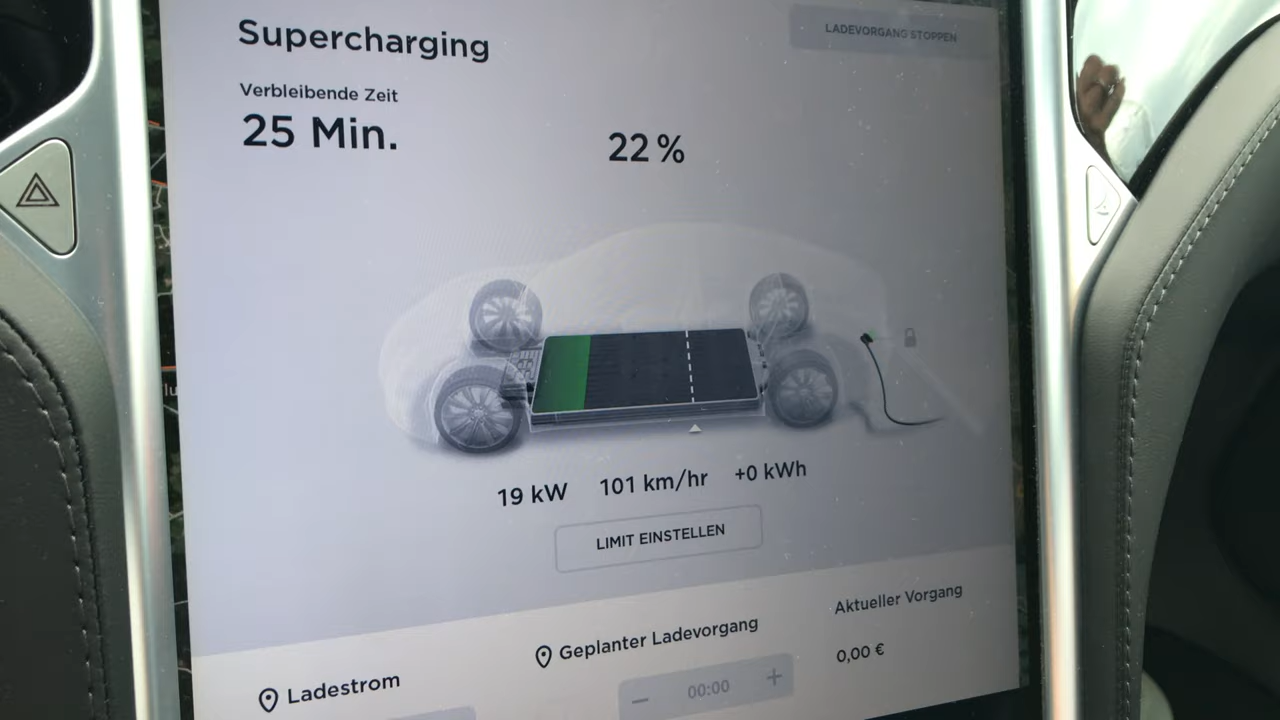 Supercharging
LADEVORGANG STOPPEN
Verbleibende Zeit
25 Min.
22 %
19 kW 101 km/hr +0 kWh
LIMIT EINSTELLEN
Aktueller Vorgang
Geplanter Ladevorgang
0,00 €
Ladestrom
− 00:00 +